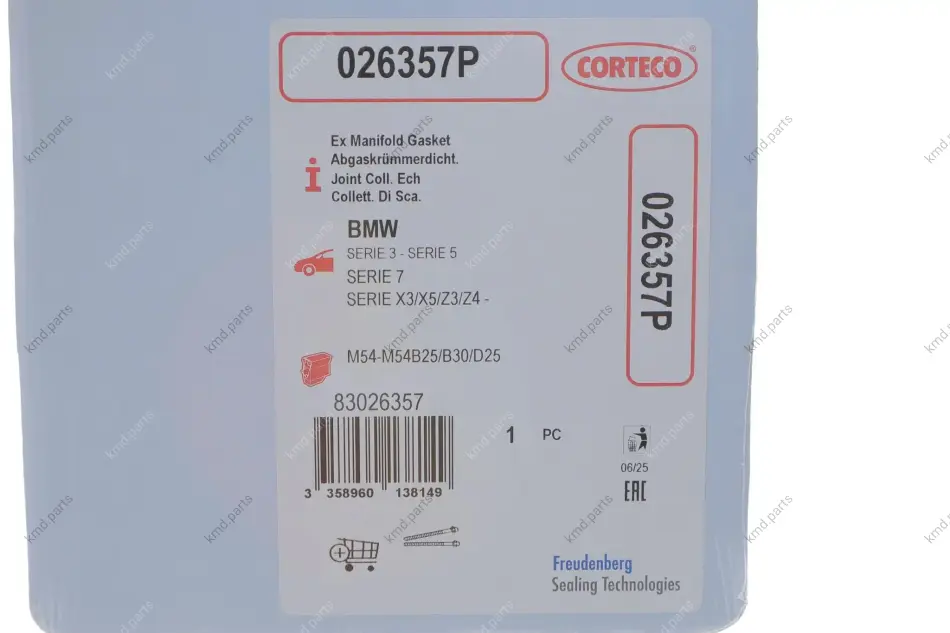 026357P
CORTECO®
Ex Manifold Gasket
Abgaskrümmerdicht.
Joint Coll. Ech
Collett. Di Sca.
BMW
SERIE 3 - SERIE 5
SERIE 7
SERIE X3/X5/Z3/Z4 -
026357P
M54-M54B25/B30/D25
83026357
1 PC
3 358960 138149
06/25
EAC
Freudenberg
Sealing Technologies
kmd.parts